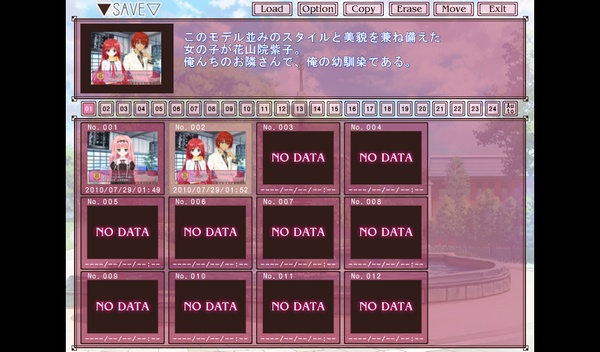 ▼SAVE▽
Load Option Copy Erase Move Exit
このモデル並みのスタイルと美貌を兼ね備えた
女の子が花山院紫子。
俺んちのお隣さんで、俺の幼馴染である。
01 02 03 04 05 06 07 08 09 10 11 12 13 14 15 16 17 18 19 20 21 22 23 24 Auto
No.001 No.002 No.003 No.004
NO DATA NO DATA
2010/07/29/01:49 2010/07/29/01:52 ----/--/--/--:-- ----/--/--/--:--
No.005 No.006 No.007 No.008
NO DATA NO DATA NO DATA NO DATA
----/--/--/--:-- ----/--/--/--:-- ----/--/--/--:-- ----/--/--/--:--
No.009 No.010 No.011 No.012
NO DATA NO DATA NO DATA NO DATA
----/--/--/--:-- ----/--/--/--:-- ----/--/--/--:-- ----/--/--/--:--